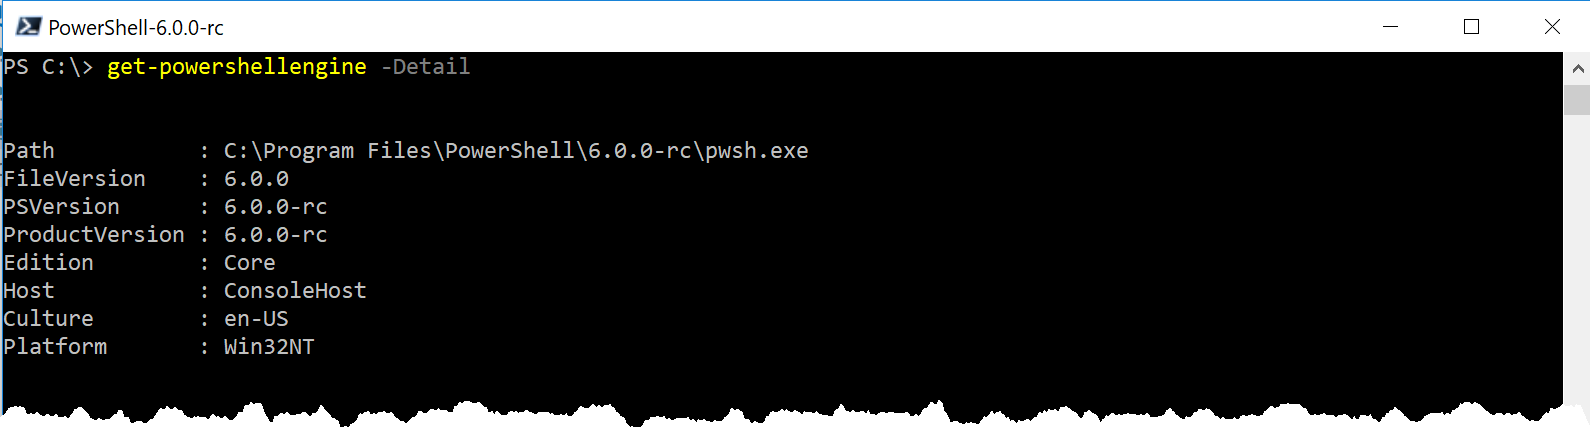 PowerShell-6.0.0-rc
PS C:\> get-powershellengine -Detail
Path           : C:\Program Files\PowerShell\6.0.0-rc\pwsh.exe
FileVersion    : 6.0.0
PSVersion      : 6.0.0-rc
ProductVersion : 6.0.0-rc
Edition        : Core
Host           : ConsoleHost
Culture        : en-US
Platform       : Win32NT